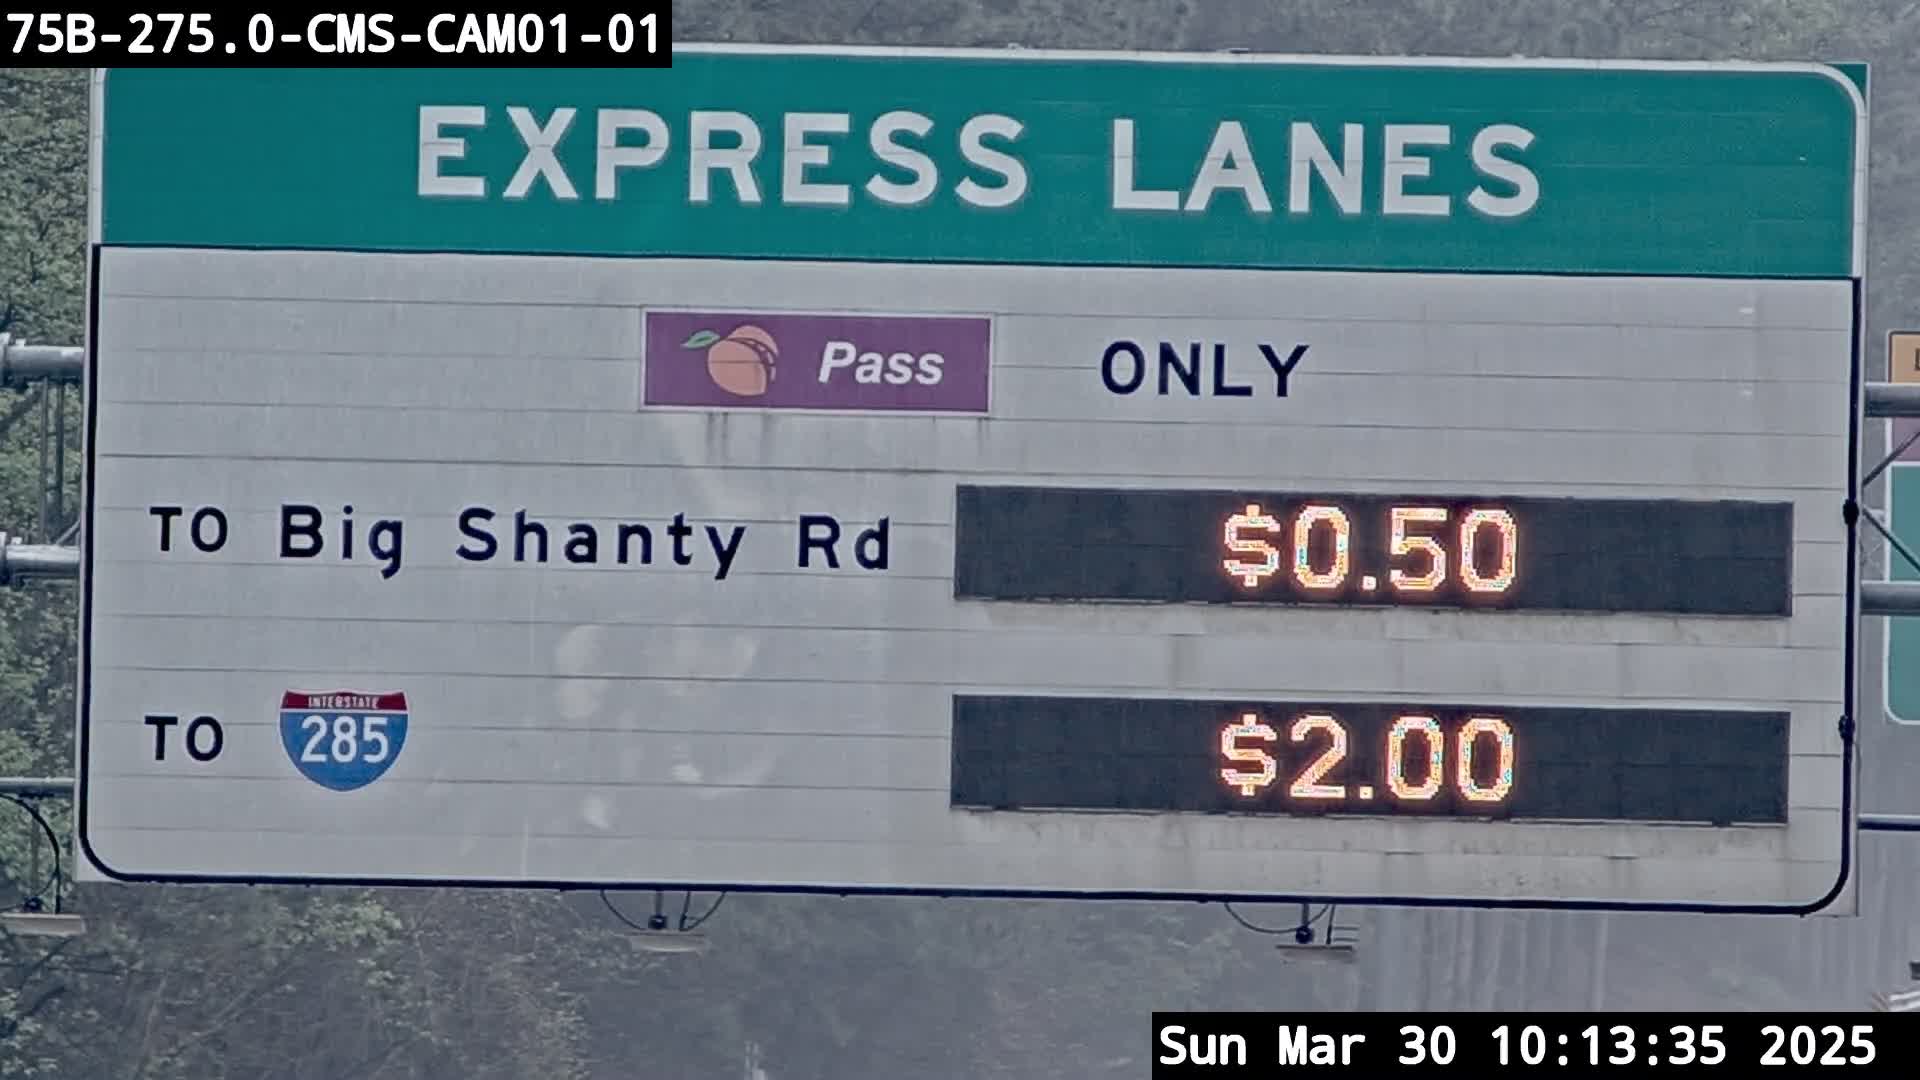 75B-275.0-CMS-CAM01-01
EXPRESS LANES
Pass ONLY
TO Big Shanty Rd $0.50
INTERSTATE
TO 285 $2.00
Sun Mar 30 10:13:35 2025